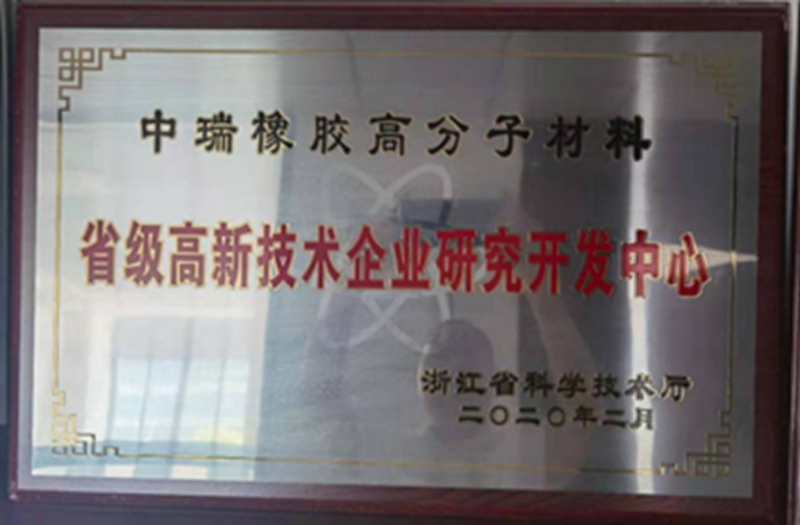 中瑞橡胶高分子材料
省级高新技术企业研究开发中心
浙江省科学技术厅
二〇二〇年二月